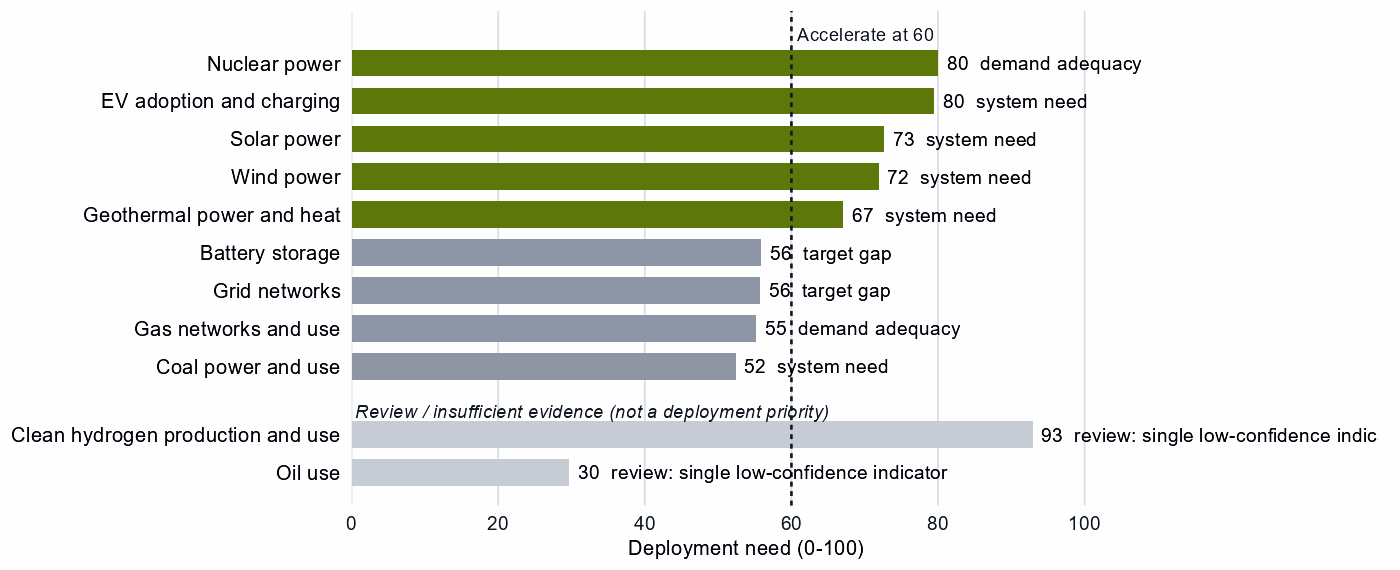 Accelerate at 60
Nuclear power 80 demand adequacy
EV adoption and charging 80 system need
Solar power 73 system need
Wind power 72 system need
Geothermal power and heat 67 system need
Battery storage 56 target gap
Grid networks 56 target gap
Gas networks and use 55 demand adequacy
Coal power and use 52 system need
Review / insufficient evidence (not a deployment priority)
Clean hydrogen production and use 93 review: single low-confidence indic
Oil use 30 review: single low-confidence indicator
0 20 40 60 80 100
Deployment need (0-100)